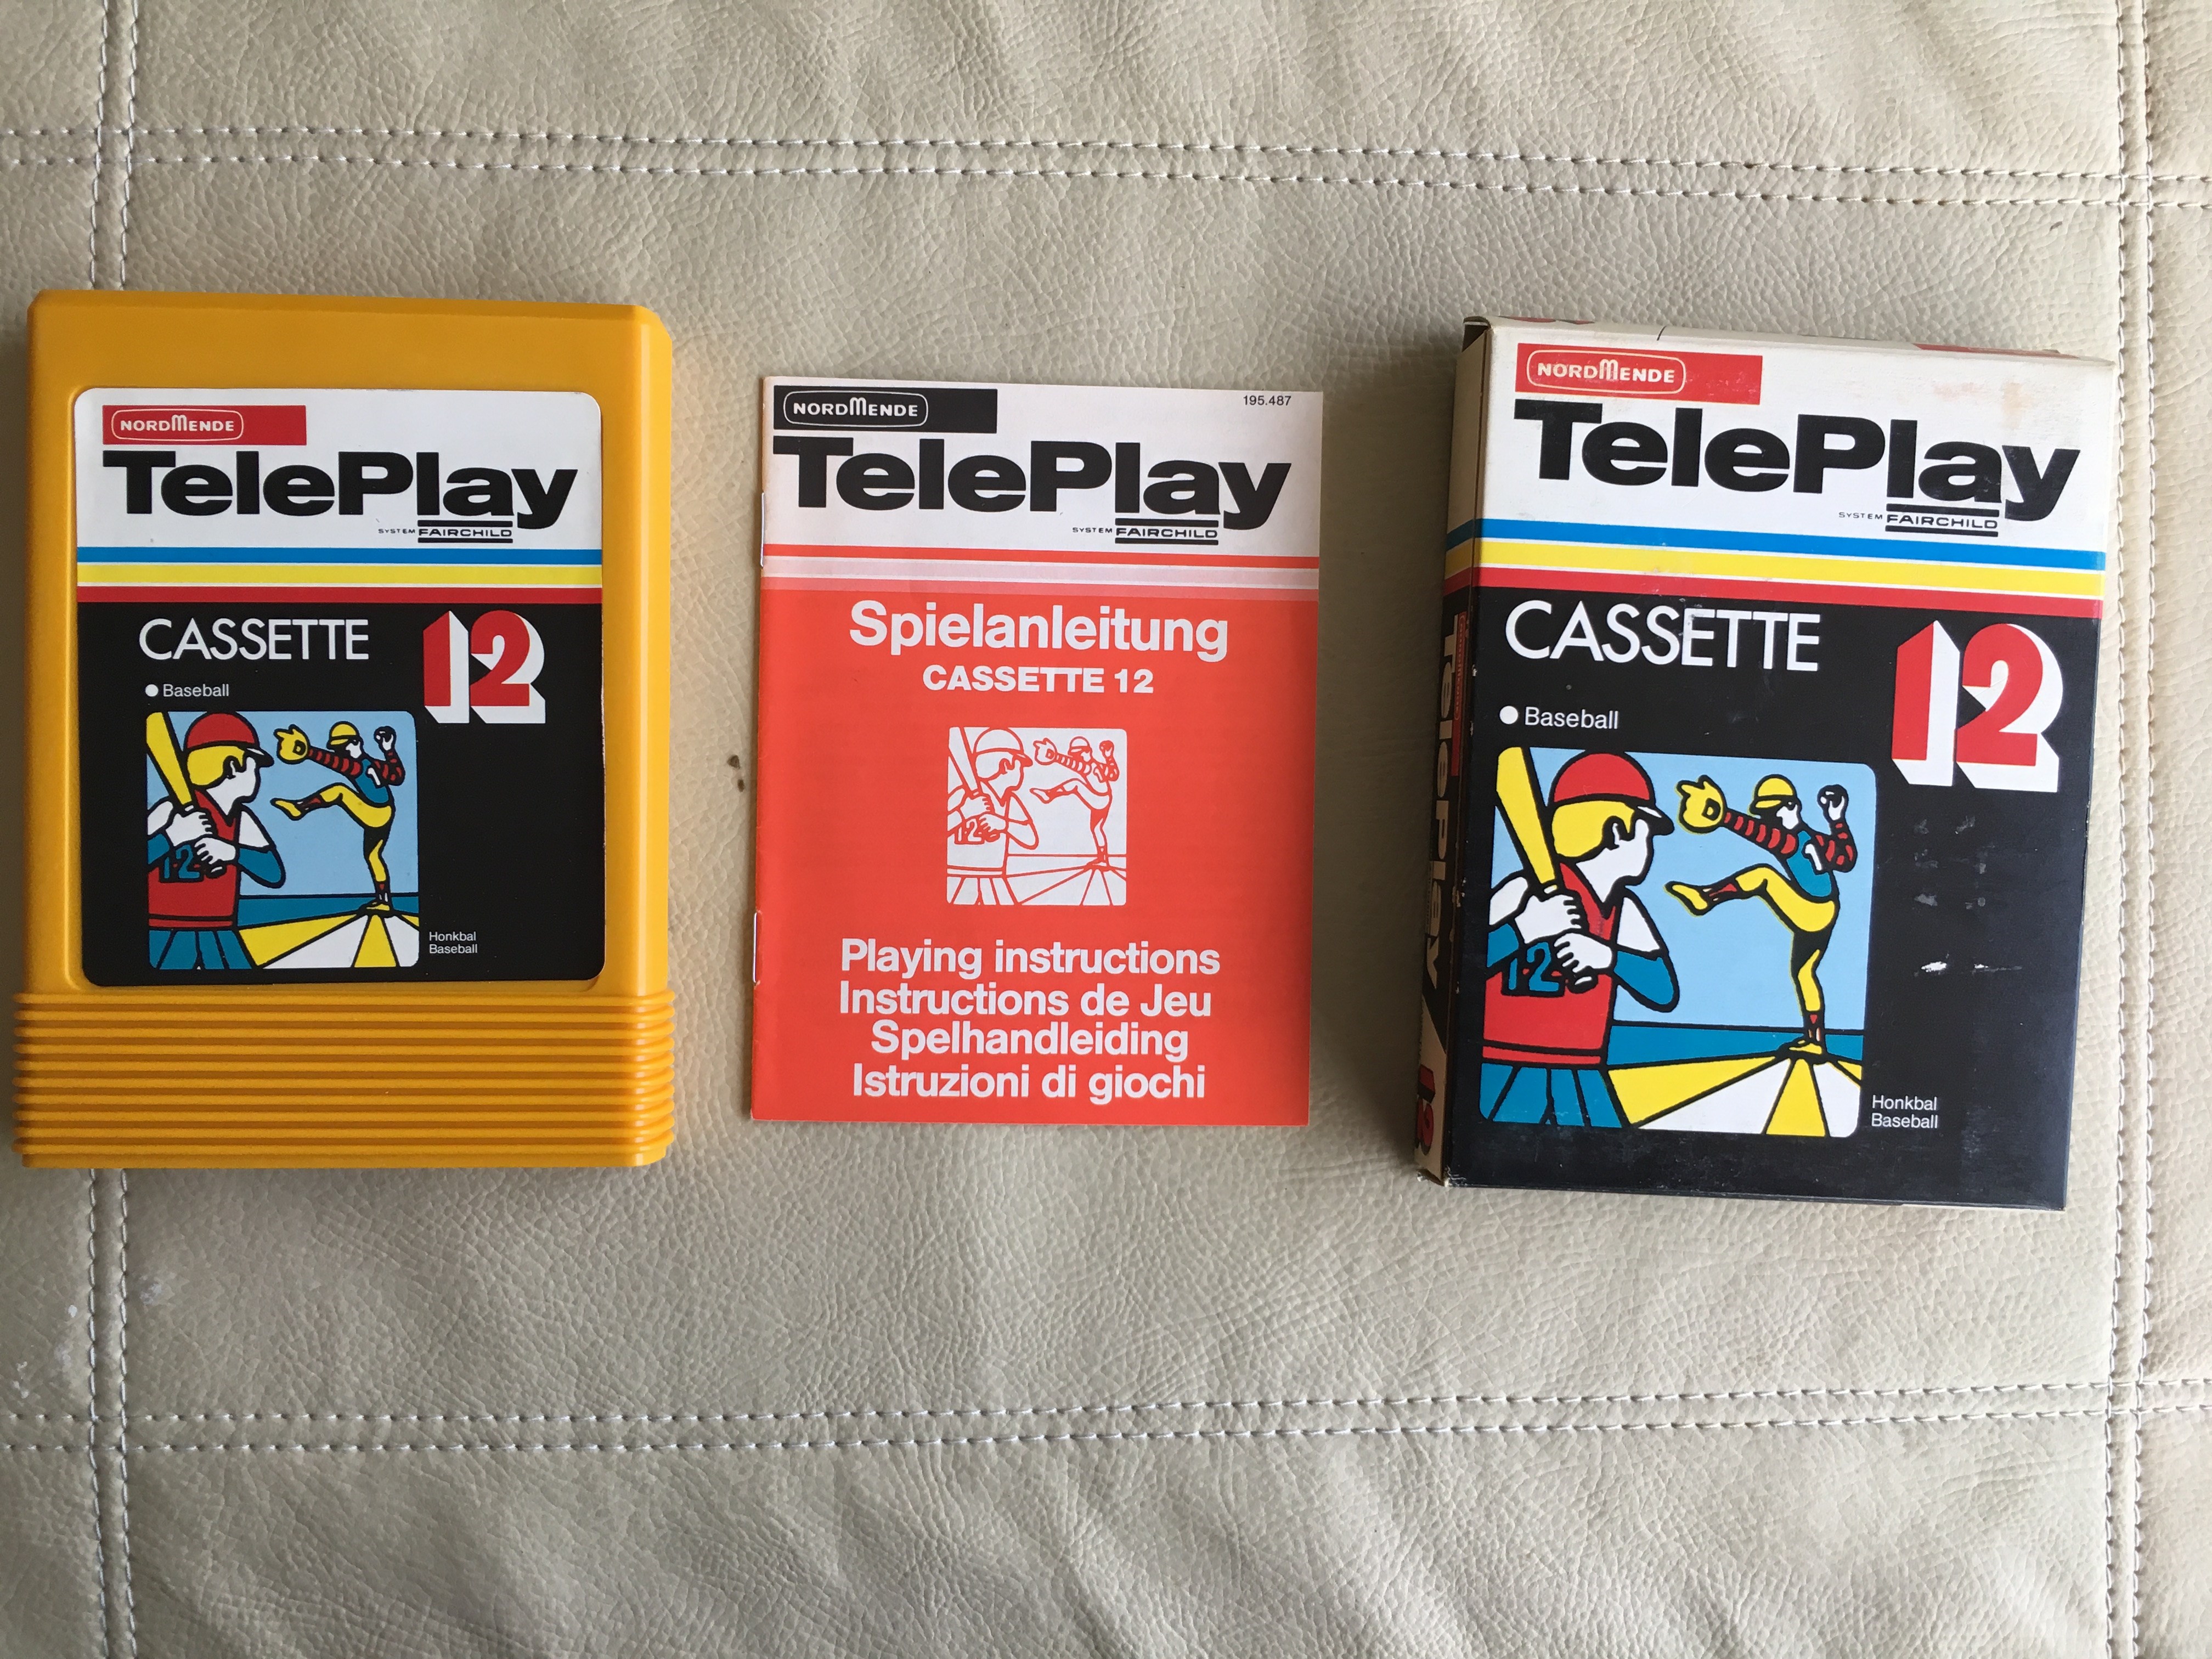 NORDMENDE
TelePlay
SYSTEM FAIRCHILD
CASSETTE 12
Baseball
12
Honkbal
Baseball
NORDMENDE
195.487
TelePlay
SYSTEM FAIRCHILD
Spielanleitung
CASSETTE 12
12
Playing instructions
Instructions de Jeu
Spelhandleiding
Istruzioni di giochi
NORDMENDE
TelePlay
SYSTEM FAIRCHILD
CASSETTE 12
Baseball
1
12
Honkbal
Baseball
TelePlay
12